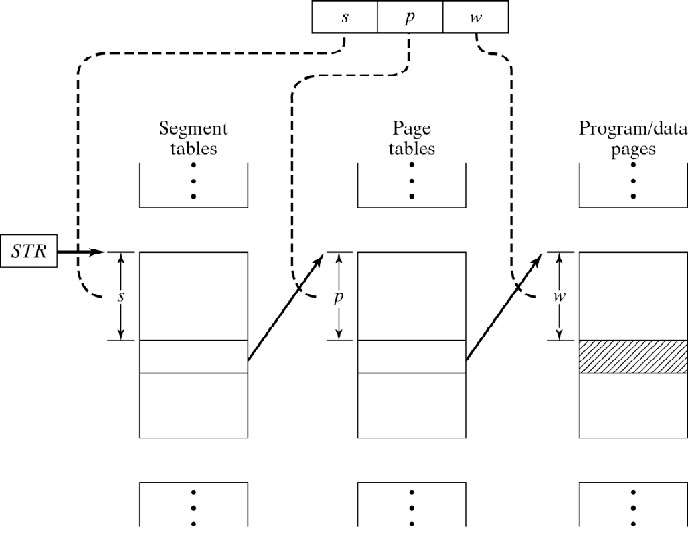 s p w
Segment tables
Page tables
Program/data pages
STR
s
p
w